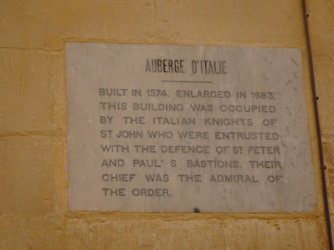 AUBERGE D'ITALIE
BUILT IN 1574, ENLARGED IN 1683,
THIS BUILDING WAS OCCUPIED
BY THE ITALIAN KNIGHTS OF
ST JOHN WHO WERE ENTRUSTED
WITH THE DEFENCE OF ST PETER
AND PAUL'S BASTIONS. THEIR
CHIEF WAS THE ADMIRAL OF
THE ORDER.